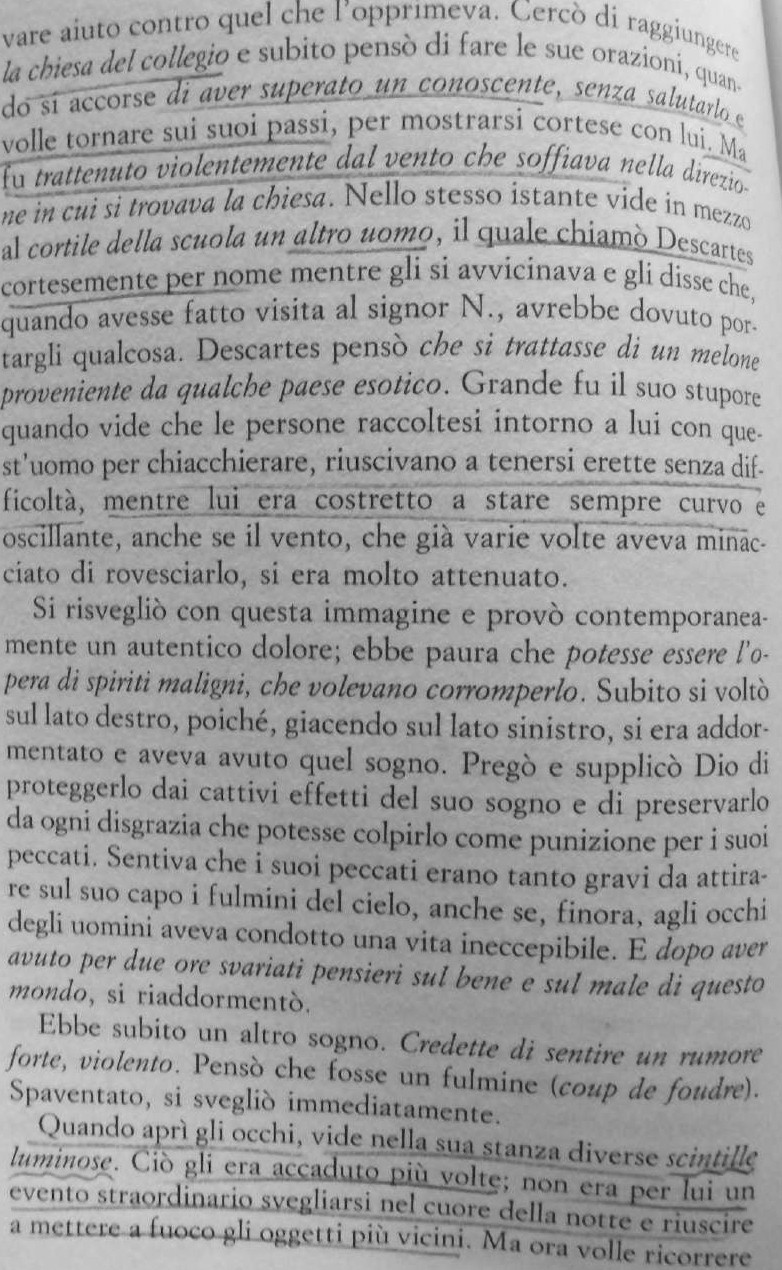 vare aiuto contro quel che l'opprimeva. Cercò di raggiungere
la chiesa del collegio e subito pensò di fare le sue orazioni, quan-
do si accorse di aver superato un conoscente, senza salutarlo e
volle tornare sui suoi passi, per mostrarsi cortese con lui. Ma
fu trattenuto violentemente dal vento che soffiava nella direzio-
ne in cui si trovava la chiesa. Nello stesso istante vide in mezzo
al cortile della scuola un altro uomo, il quale chiamò Descartes
cortesemente per nome mentre gli si avvicinava e gli disse che,
quando avesse fatto visita al signor N., avrebbe dovuto por-
targli qualcosa. Descartes pensò che si trattasse di un melone
proveniente da qualche paese esotico. Grande fu il suo stupore
quando vide che le persone raccoltesi intorno a lui con que-
st'uomo per chiacchierare, riuscivano a tenersi erette senza dif-
ficoltà, mentre lui era costretto a stare sempre curvo e
oscillante, anche se il vento, che già varie volte aveva minac-
ciato di rovesciarlo, si era molto attenuato.
Si risvegliò con questa immagine e provò contemporanea-
mente un autentico dolore; ebbe paura che potesse essere l'o-
pera di spiriti maligni, che volevano corromperlo. Subito si voltò
sul lato destro, poiché, giacendo sul lato sinistro, si era addor-
mentato e aveva avuto quel sogno. Pregò e supplicò Dio di
proteggerlo dai cattivi effetti del suo sogno e di preservarlo
da ogni disgrazia che potesse colpirlo come punizione per i suoi
peccati. Sentiva che i suoi peccati erano tanto gravi da attira-
re sul suo capo i fulmini del cielo, anche se, finora, agli occhi
degli uomini aveva condotto una vita ineccepibile. E dopo aver
avuto per due ore svariati pensieri sul bene e sul male di questo
mondo, si riaddormentò.
Ebbe subito un altro sogno. Credette di sentire un rumore
forte, violento. Pensò che fosse un fulmine (coup de foudre).
Spaventato, si svegliò immediatamente.
Quando aprì gli occhi, vide nella sua stanza diverse scintille
luminose. Ciò gli era accaduto più volte; non era per lui un
evento straordinario svegliarsi nel cuore della notte e riuscire
a mettere a fuoco gli oggetti più vicini. Ma ora volle ricorrere